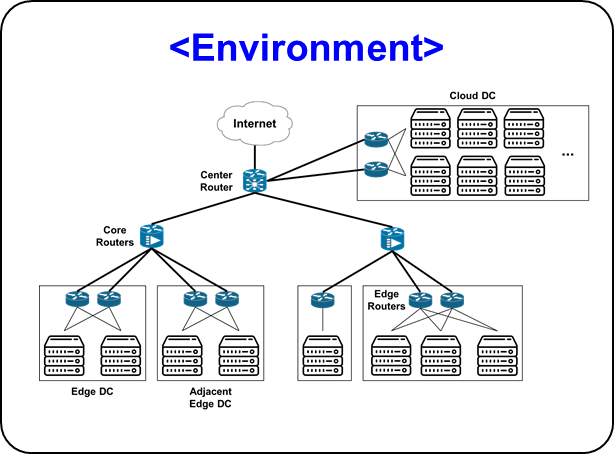 <Environment>
Cloud DC
Internet
...
Center
Router
Core
Routers
Edge
Routers
Edge DC
Adjacent
Edge DC